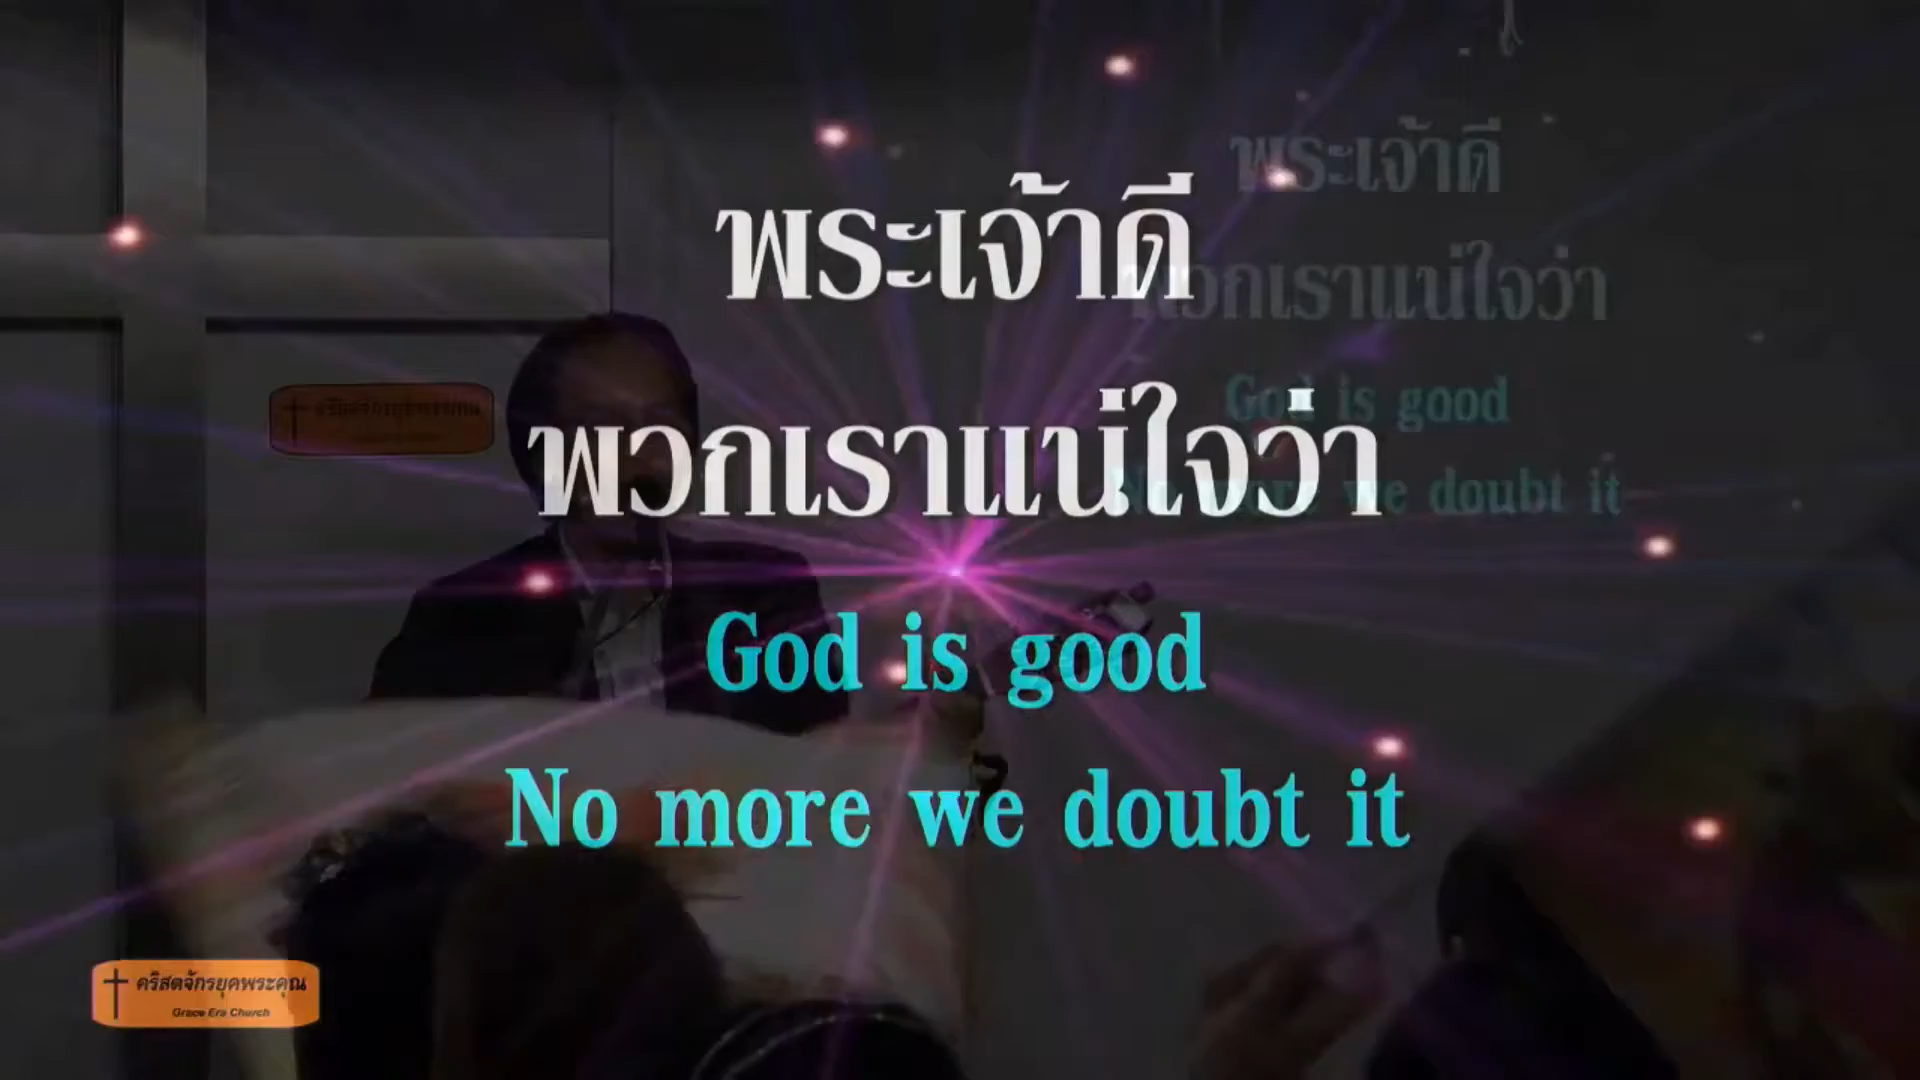 พระเจ้าดี
พวกเราแน่ใจว่า
God is good
No more we doubt it
พระเจ้าดี
พวกเราแน่ใจว่า
God is good
No more we doubt it
คริสตจักรยุคพระคุณ
Grace Era Church